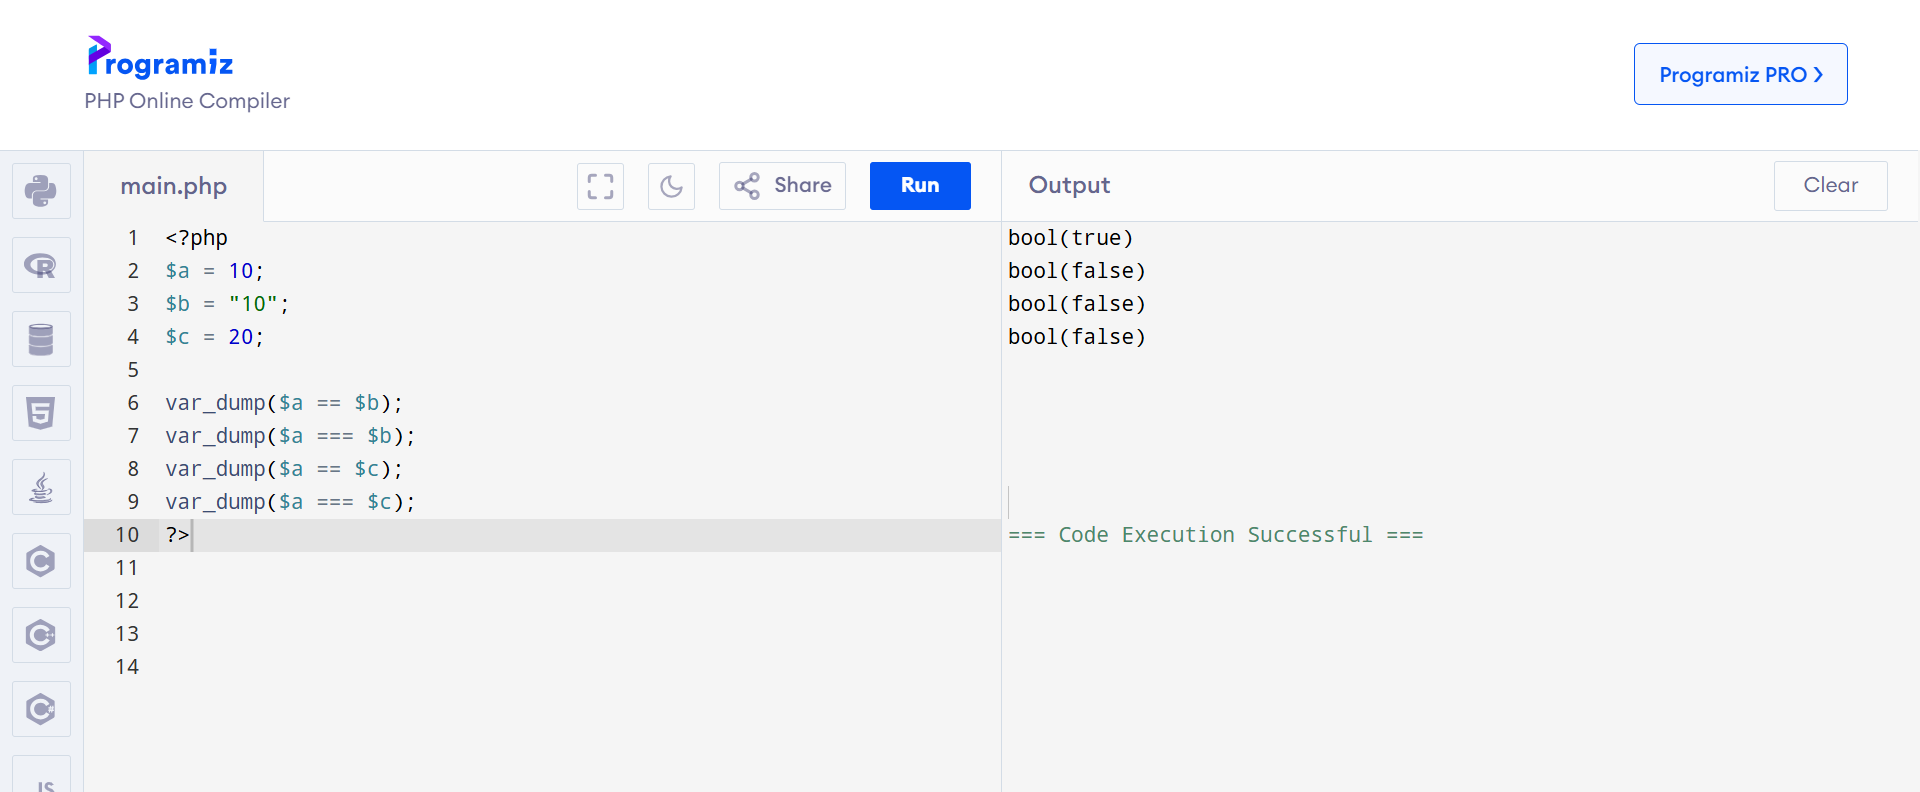 Programiz
PHP Online Compiler
Programiz PRO ›
main.php
Share
Run
Output
Clear
1 <?php
2 $a = 10;
3 $b = "10";
4 $c = 20;
5
6 var_dump($a == $b);
7 var_dump($a === $b);
8 var_dump($a == $c);
9 var_dump($a === $c);
10 ?>
11
12
13
14
bool(true)
bool(false)
bool(false)
bool(false)
=== Code Execution Successful ===
R
5
C
C++
C#
JS